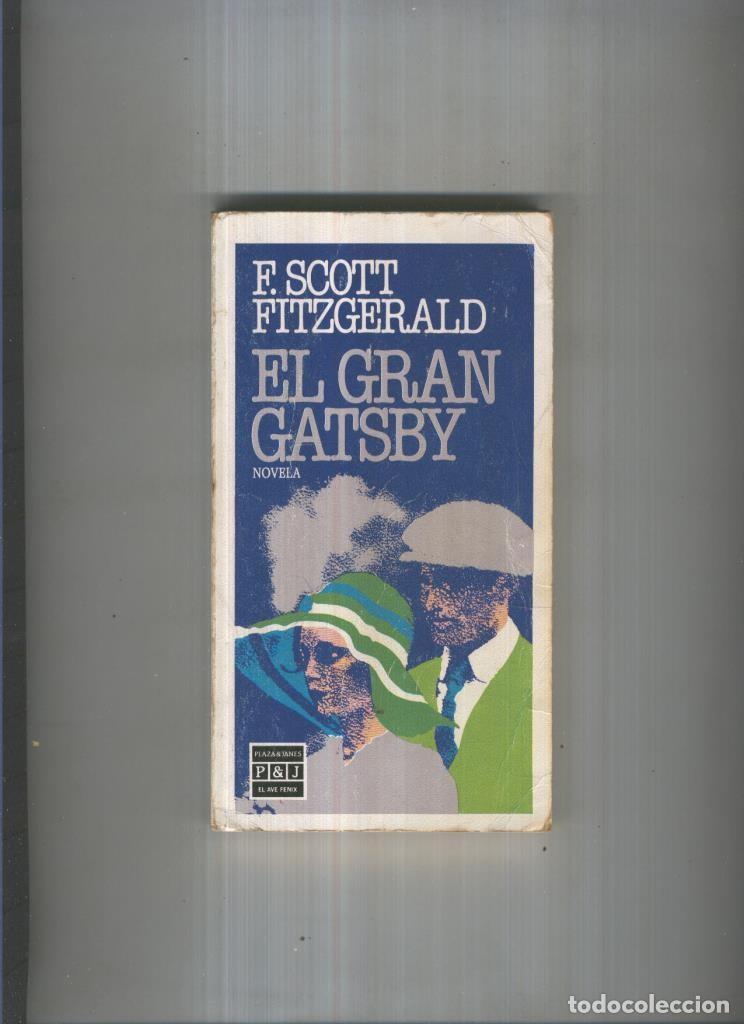 F. SCOTT
FITZGERALD
EL GRAN
GATSBY
NOVELA
PLAZA & JANES
P & J
EL AVE FENIX
todocoleccion